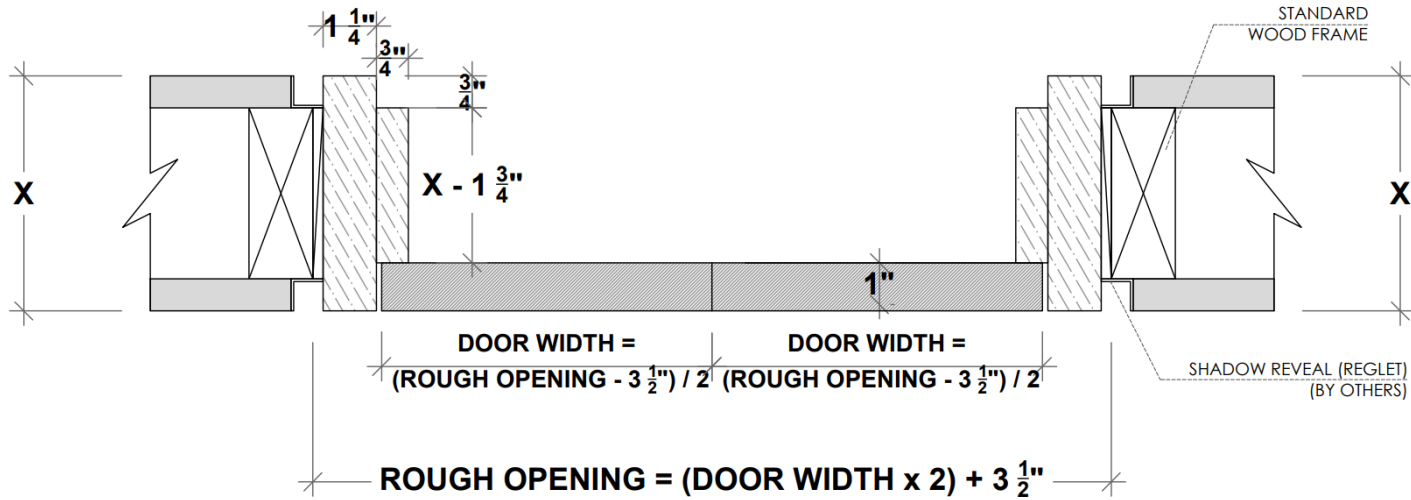 STANDARD
WOOD FRAME
1 1/4"
3/4"
3/4"
X
X - 1 3/4"
X
1"
DOOR WIDTH =
(ROUGH OPENING - 3 1/2") / 2
DOOR WIDTH =
(ROUGH OPENING - 3 1/2") / 2
SHADOW REVEAL (REGLET)
(BY OTHERS)
ROUGH OPENING = (DOOR WIDTH x 2) + 3 1/2"